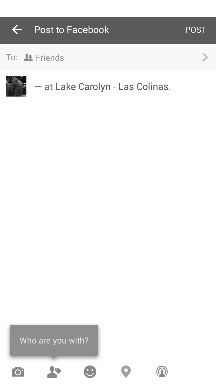 Post to Facebook POST
To: Friends
— at Lake Carolyn - Las Colinas.
Who are you with?